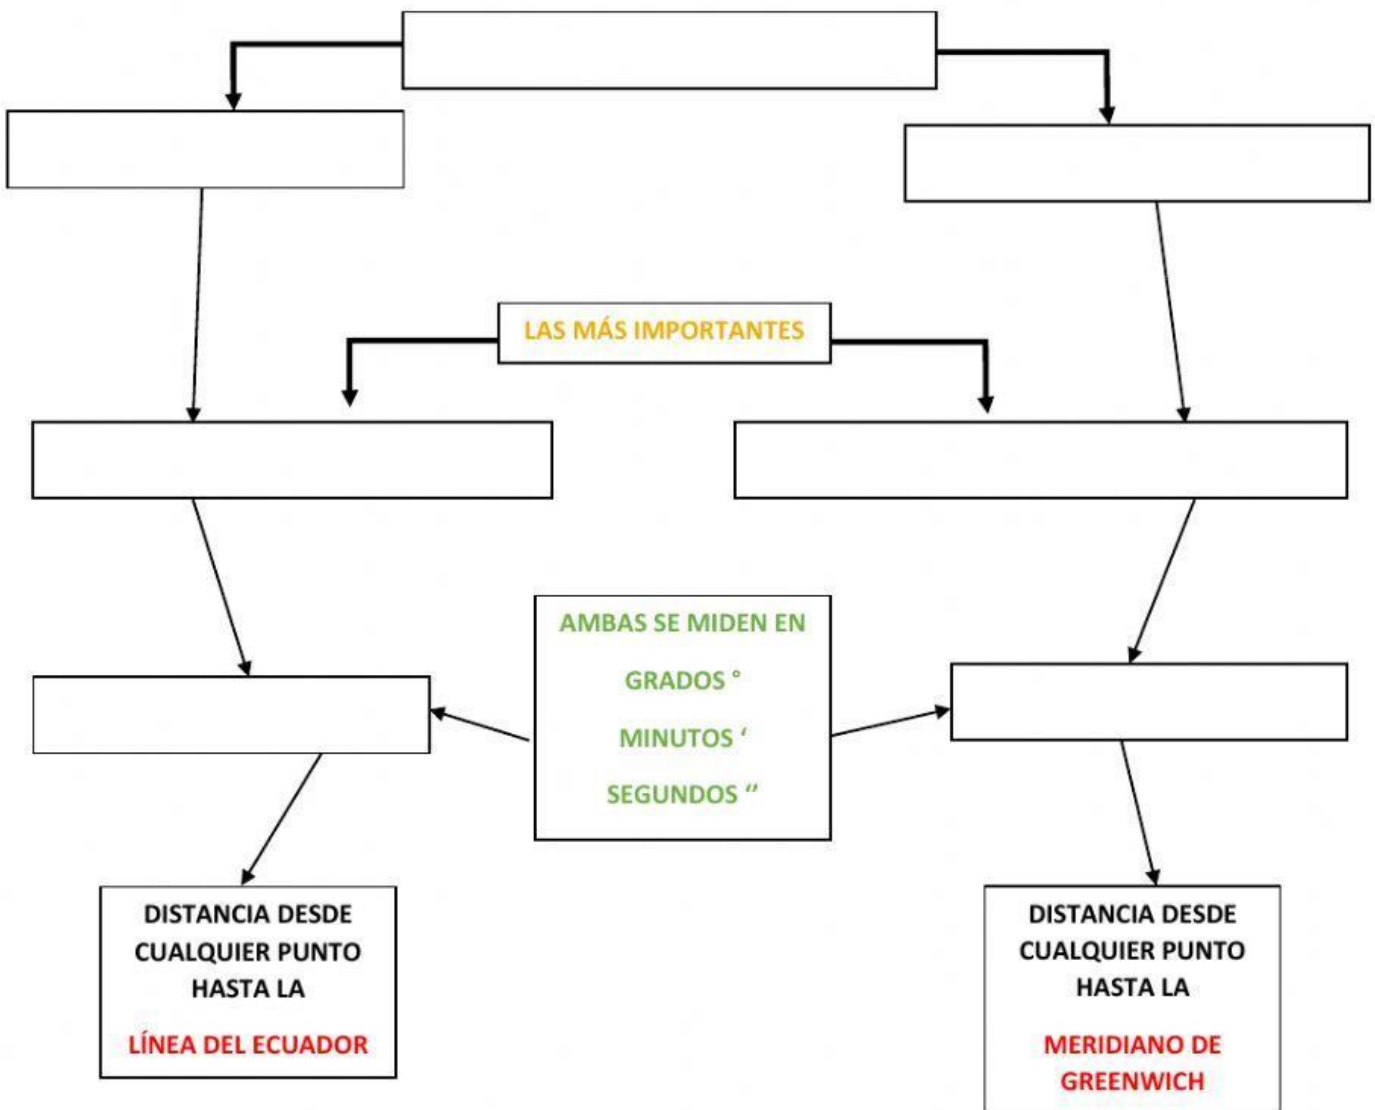 LAS MÁS IMPORTANTES
AMBAS SE MIDEN EN
GRADOS °
MINUTOS ‘
SEGUNDOS ‘’
DISTANCIA DESDE
CUALQUIER PUNTO
HASTA LA
LÍNEA DEL ECUADOR
DISTANCIA DESDE
CUALQUIER PUNTO
HASTA LA
MERIDIANO DE
GREENWICH